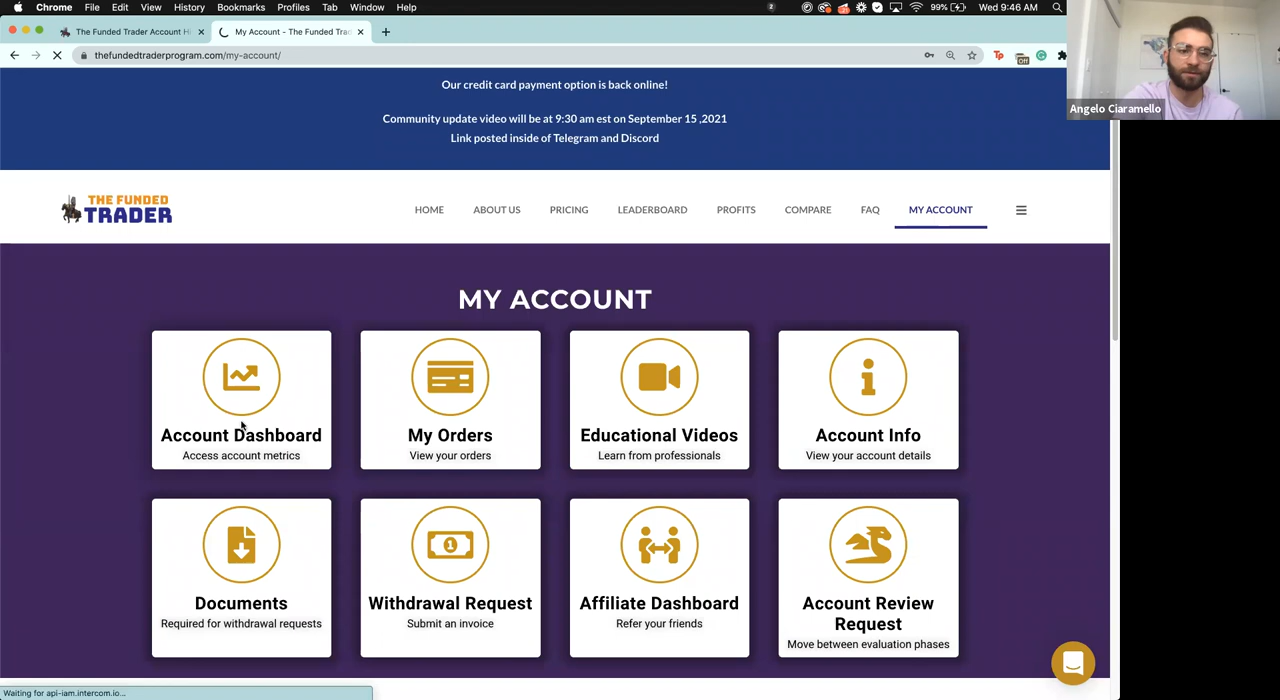 Chrome File Edit View History Bookmarks Profiles Tab Window Help
2 99% Wed 9:46 AM
The Funded Trader Account H
My Account - The Funded Trad
thefundedtraderprogram.com/my-account/
Tp
Off
Angelo Ciaramello
Our credit card payment option is back online!
Community update video will be at 9:30 am est on September 15 ,2021
Link posted inside of Telegram and Discord
THE FUNDED
TRADER
HOME ABOUT US PRICING LEADERBOARD PROFITS COMPARE FAQ MY ACCOUNT
MY ACCOUNT
Account Dashboard
Access account metrics
My Orders
View your orders
Educational Videos
Learn from professionals
Account Info
View your account details
Documents
Required for withdrawal requests
1
Withdrawal Request
Submit an invoice
Affiliate Dashboard
Refer your friends
Account Review
Request
Move between evaluation phases
Waiting for api-iam.intercom.io...